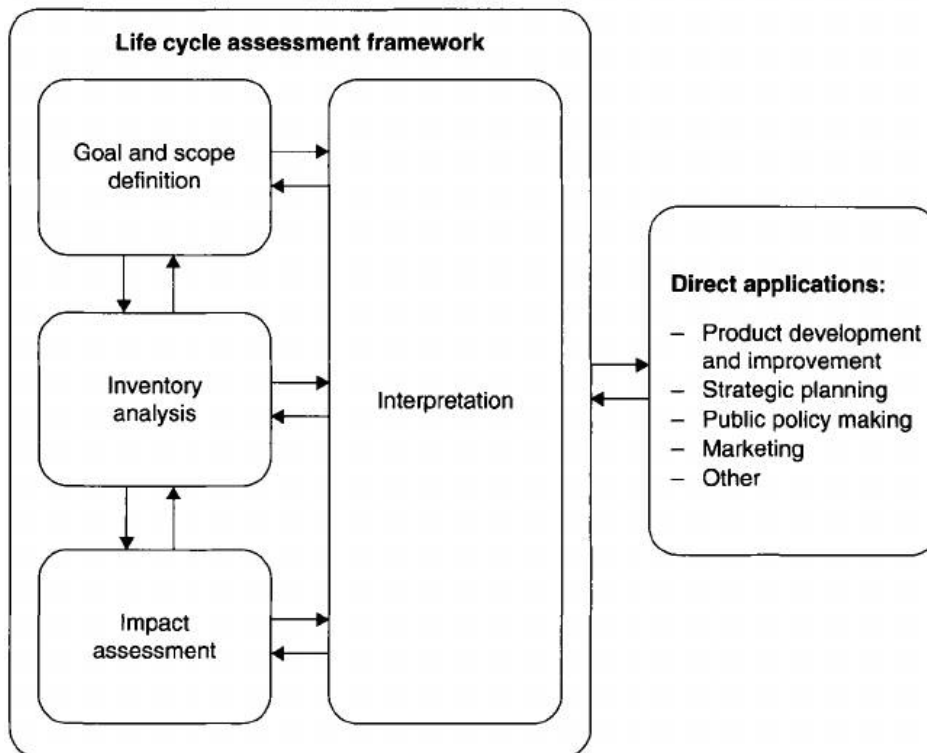 Life cycle assessment framework
Goal and scope
definition
Inventory
analysis
Impact
assessment
Interpretation
Direct applications:
– Product development
and improvement
– Strategic planning
– Public policy making
– Marketing
– Other